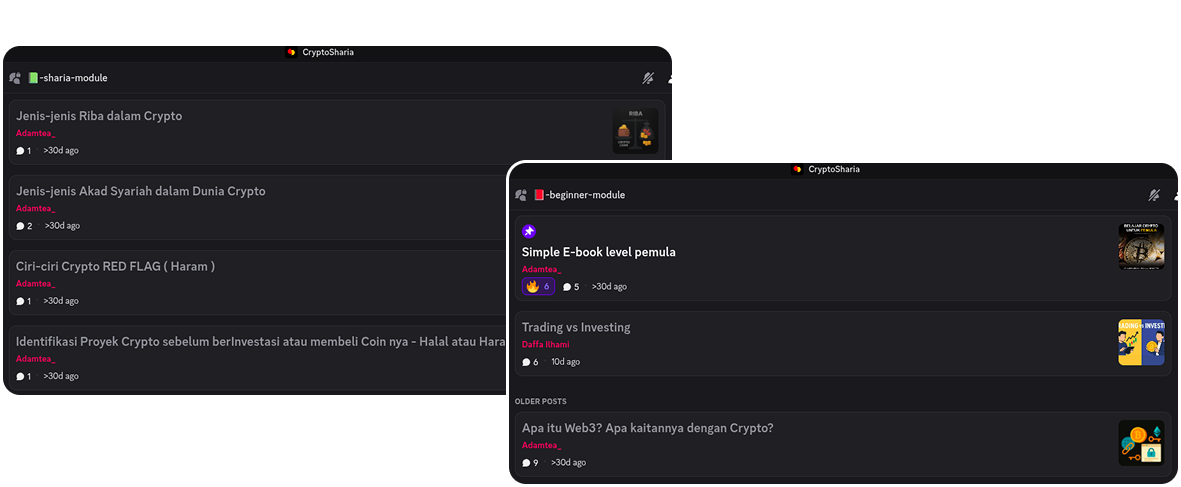 CryptoSharia
📗-sharia-module
Jenis-jenis Riba dalam Crypto
Adamtea_
1 · >30d ago
RIBA
Jenis-jenis Akad Syariah dalam Dunia Crypto
Adamtea_
2 · >30d ago
Ciri-ciri Crypto RED FLAG ( Haram )
Adamtea_
1 · >30d ago
Identifikasi Proyek Crypto sebelum berInvestasi atau membeli Coin nya - Halal atau Hara
Adamtea_
1 · >30d ago
CryptoSharia
📕-beginner-module
Simple E-book level pemula
Adamtea_
🔥 6 5 · >30d ago
BELAJAR CRYPTO
UNTUK PEMULA
Trading vs Investing
Daffa Ilhami
6 · 10d ago
OLDER POSTS
Apa itu Web3? Apa kaitannya dengan Crypto?
Adamtea_
9 · >30d ago